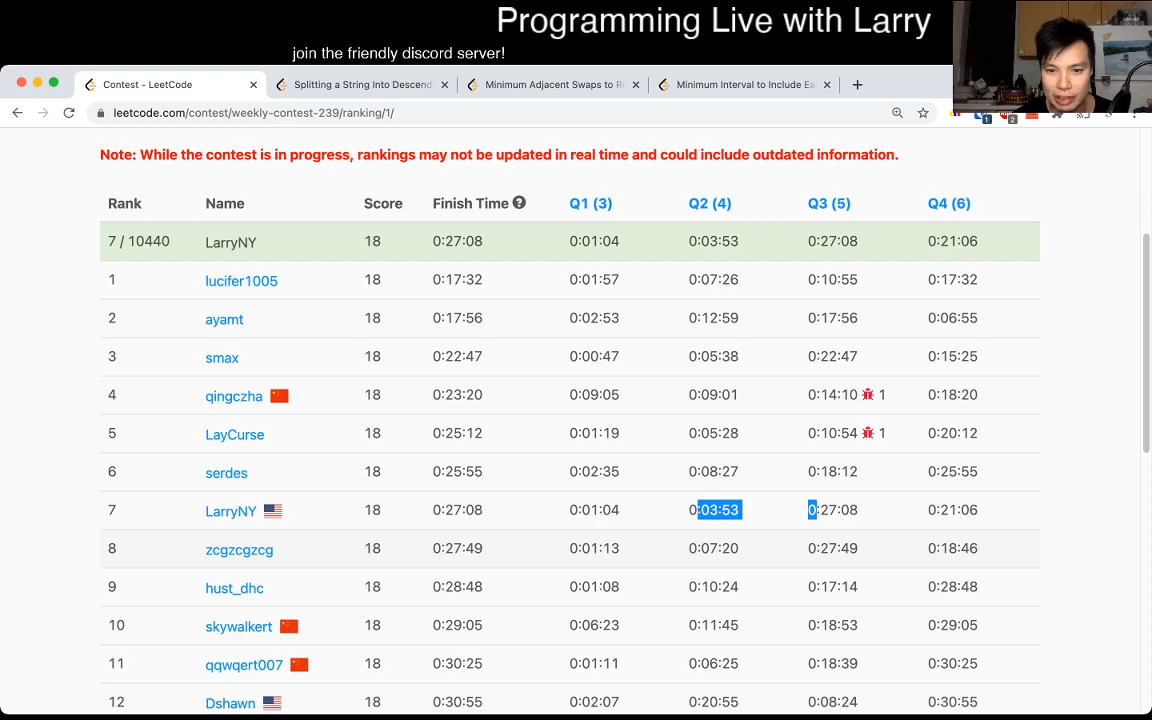 Programming Live with Larry
join the friendly discord server!
Contest - LeetCode
Splitting a String Into Descend
Minimum Adjacent Swaps to R
Minimum Interval to Include Ea
leetcode.com/contest/weekly-contest-239/ranking/1/
1
2
Note: While the contest is in progress, rankings may not be updated in real time and could include outdated information.
Rank Name Score Finish Time ? Q1 (3) Q2 (4) Q3 (5) Q4 (6)
7 / 10440 LarryNY 18 0:27:08 0:01:04 0:03:53 0:27:08 0:21:06
1 lucifer1005 18 0:17:32 0:01:57 0:07:26 0:10:55 0:17:32
2 ayamt 18 0:17:56 0:02:53 0:12:59 0:17:56 0:06:55
3 smax 18 0:22:47 0:00:47 0:05:38 0:22:47 0:15:25
4 qingczha 18 0:23:20 0:09:05 0:09:01 0:14:10 1 0:18:20
5 LayCurse 18 0:25:12 0:01:19 0:05:28 0:10:54 1 0:20:12
6 serdes 18 0:25:55 0:02:35 0:08:27 0:18:12 0:25:55
7 LarryNY 18 0:27:08 0:01:04 0:03:53 0:27:08 0:21:06
8 zcgzcgzcg 18 0:27:49 0:01:13 0:07:20 0:27:49 0:18:46
9 hust_dhc 18 0:28:48 0:01:08 0:10:24 0:17:14 0:28:48
10 skywalkert 18 0:29:05 0:06:23 0:11:45 0:18:53 0:29:05
11 qqwqert007 18 0:30:25 0:01:11 0:06:25 0:18:39 0:30:25
12 Dshawn 18 0:30:55 0:02:07 0:20:55 0:08:24 0:30:55